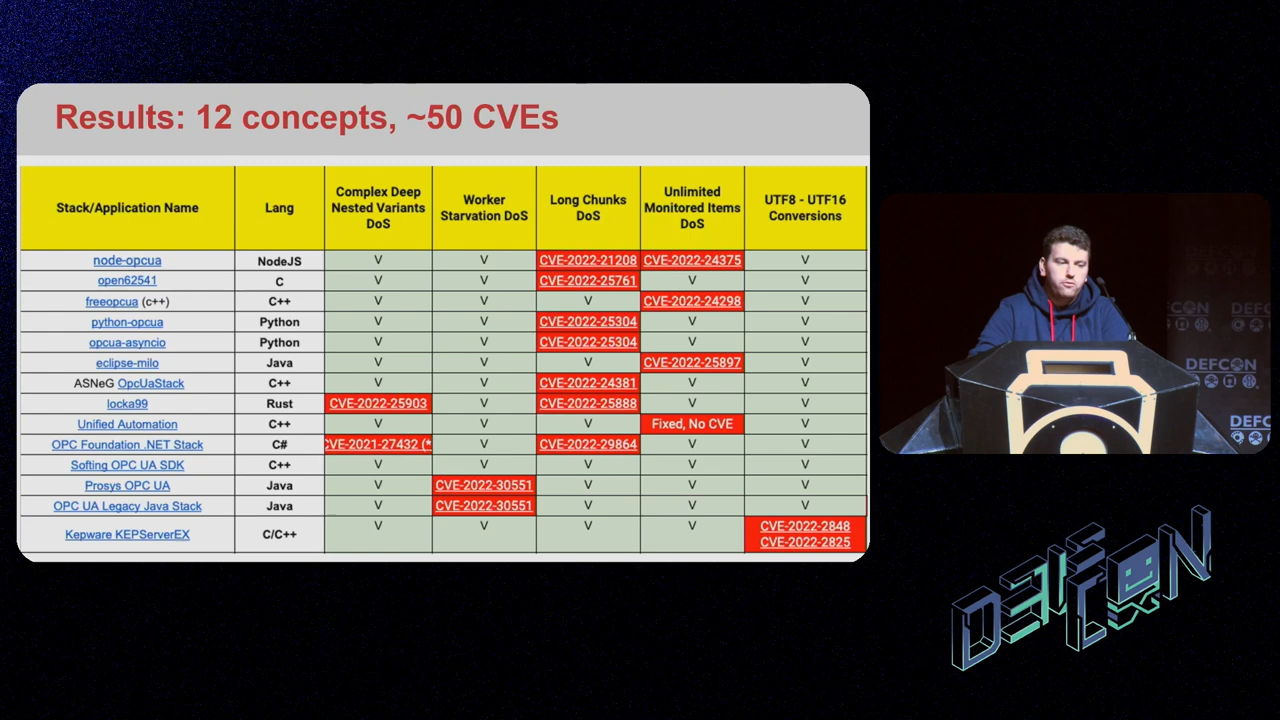 Results: 12 concepts, ~50 CVEs
Stack/Application Name Lang Complex Deep Nested Variants DoS Worker Starvation DoS Long Chunks DoS Unlimited Monitored Items DoS UTF8 - UTF16 Conversions
node-opcua NodeJS V V CVE-2022-21208 CVE-2022-24375 V
open62541 C V V CVE-2022-25761 V V
freeopcua (c++) C++ V V V CVE-2022-24298 V
python-opcua Python V V CVE-2022-25304 V V
opcua-asyncio Python V V CVE-2022-25304 V V
eclipse-milo Java V V V CVE-2022-25897 V
ASNeG OpcUaStack C++ V V CVE-2022-24381 V V
locka99 Rust CVE-2022-25903 V CVE-2022-25888 V V
Unified Automation C++ V V V Fixed, No CVE V
OPC Foundation .NET Stack C# CVE-2021-27432 (* V CVE-2022-29864 V V
Softing OPC UA SDK C++ V V V V V
Prosys OPC UA Java V CVE-2022-30551 V V V
OPC UA Legacy Java Stack Java V CVE-2022-30551 V V V
Kepware KEPServerEX C/C++ V V V V CVE-2022-2848
CVE-2022-2825
DEFCON
DEFCON